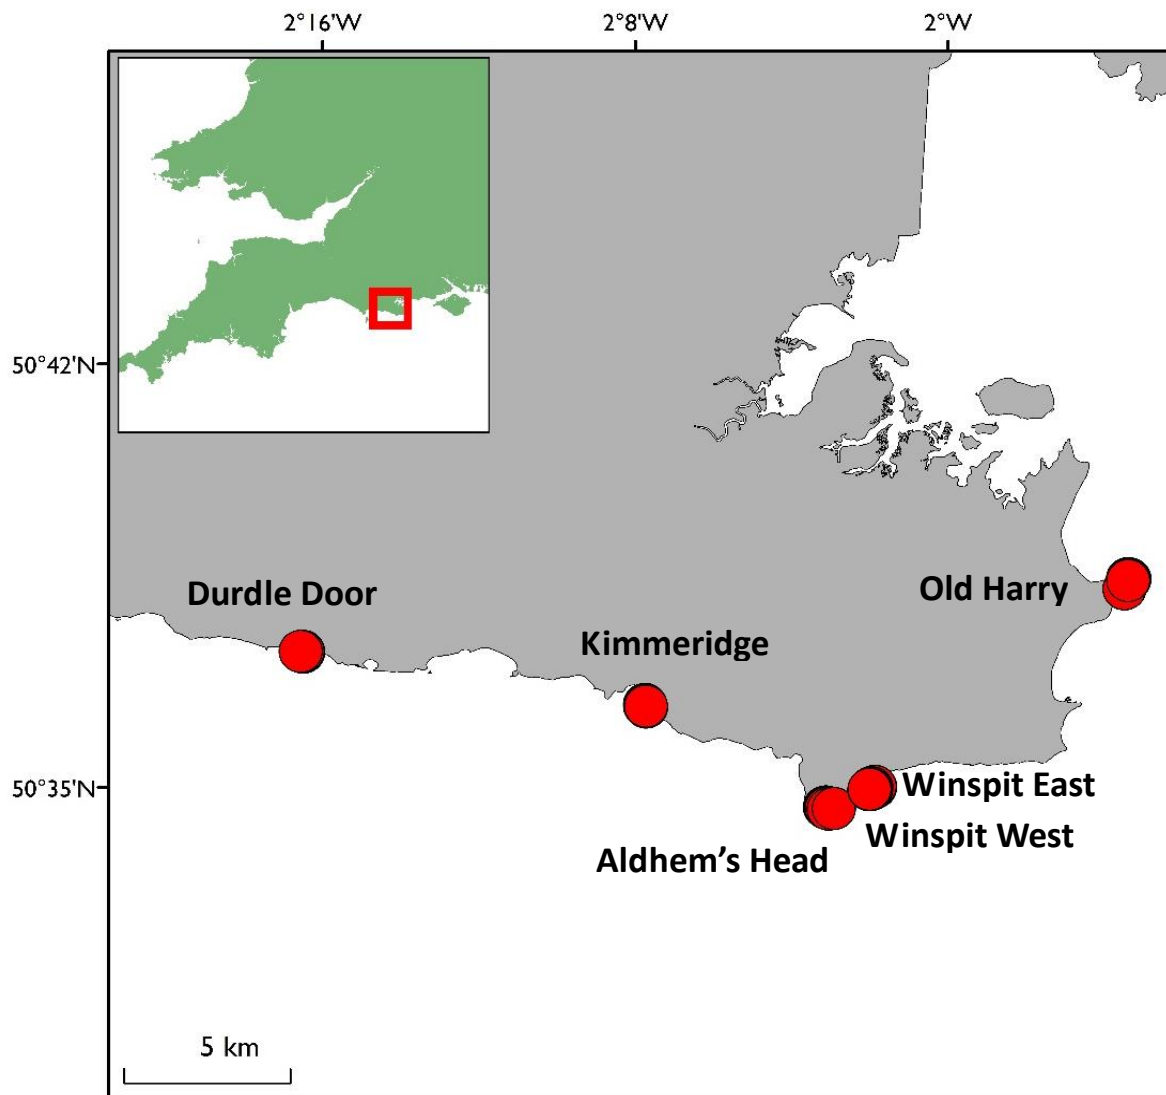 2°16'W 2°8'W 2°W
50°42'N
Durdle Door
Old Harry
Kimmeridge
50°35'N
Winspit East
Winspit West
Aldhem’s Head
5 km